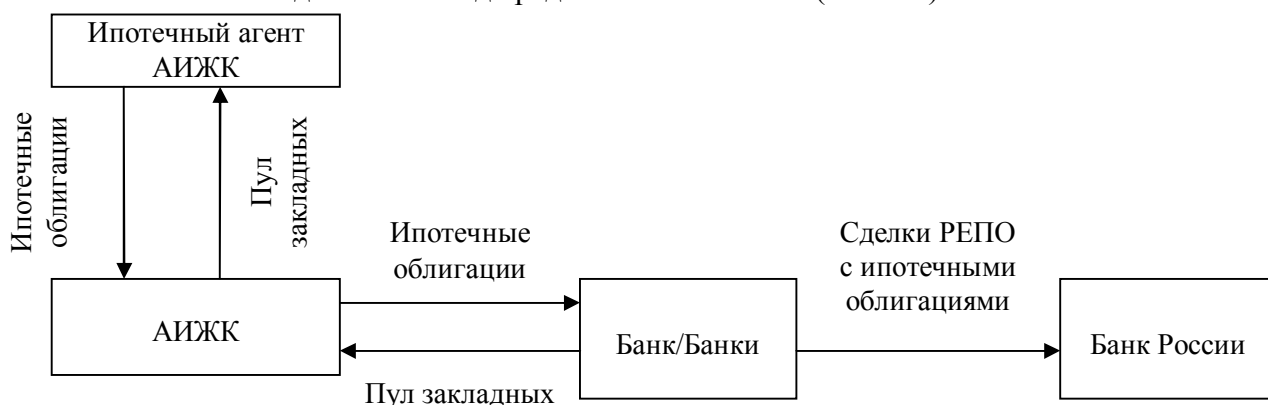 Ипотечный агент
АИЖК
Ипотечные
облигации
Пул
закладных
Ипотечные
облигации
Сделки РЕПО
с ипотечными
облигациями
АИЖК
Банк/Банки
Банк России
Пул закладных